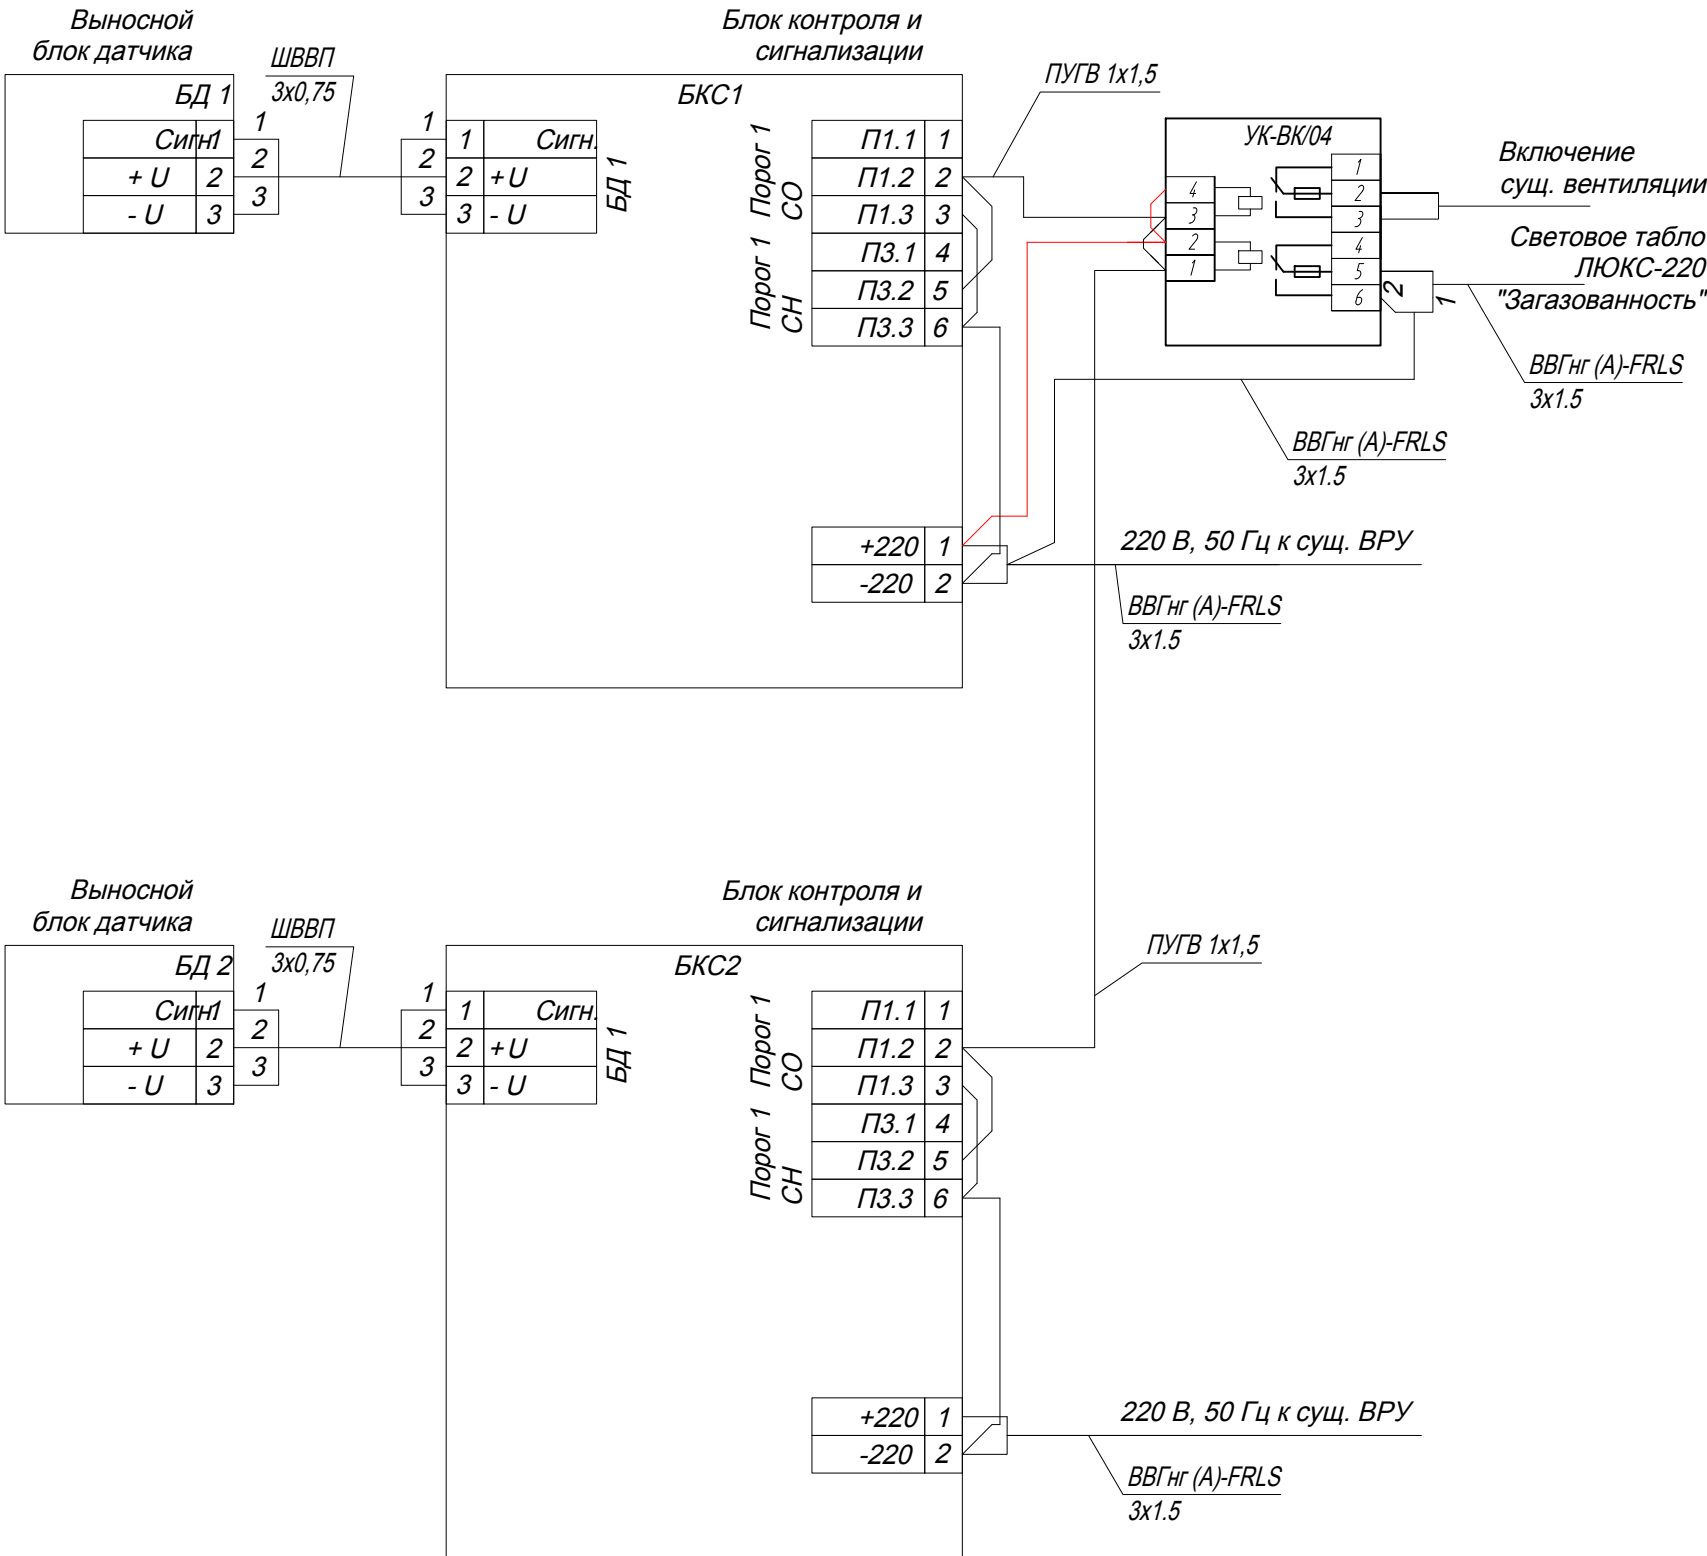 Выносной
блок датчика
ШВВП
3х0,75
БД 1
Сигн.
1
+ U
2
- U
3
1
2
3
Блок контроля и
сигнализации
БКС1
1
2
3
1
Сигн.
2
+ U
3
- U
БД 1
Порог 1
СО
Порог 1
СН
П1.1
1
П1.2
2
П1.3
3
П3.1
4
П3.2
5
П3.3
6
+220
1
-220
2
ПУГВ 1х1,5
УК-ВК/04
4
3
2
1
1
2
3
4
5
6
2
1
Включение
сущ. вентиляции
Световое табло
ЛЮКС-220
"Загазованность"
ВВГнг (А)-FRLS
3х1.5
ВВГнг (А)-FRLS
3х1.5
220 В, 50 Гц к сущ. ВРУ
ВВГнг (А)-FRLS
3х1.5
Выносной
блок датчика
ШВВП
3х0,75
БД 2
Сигн.
1
+ U
2
- U
3
1
2
3
Блок контроля и
сигнализации
БКС2
1
2
3
1
Сигн.
2
+ U
3
- U
БД 1
Порог 1
СО
Порог 1
СН
П1.1
1
П1.2
2
П1.3
3
П3.1
4
П3.2
5
П3.3
6
+220
1
-220
2
ПУГВ 1х1,5
220 В, 50 Гц к сущ. ВРУ
ВВГнг (А)-FRLS
3х1.5